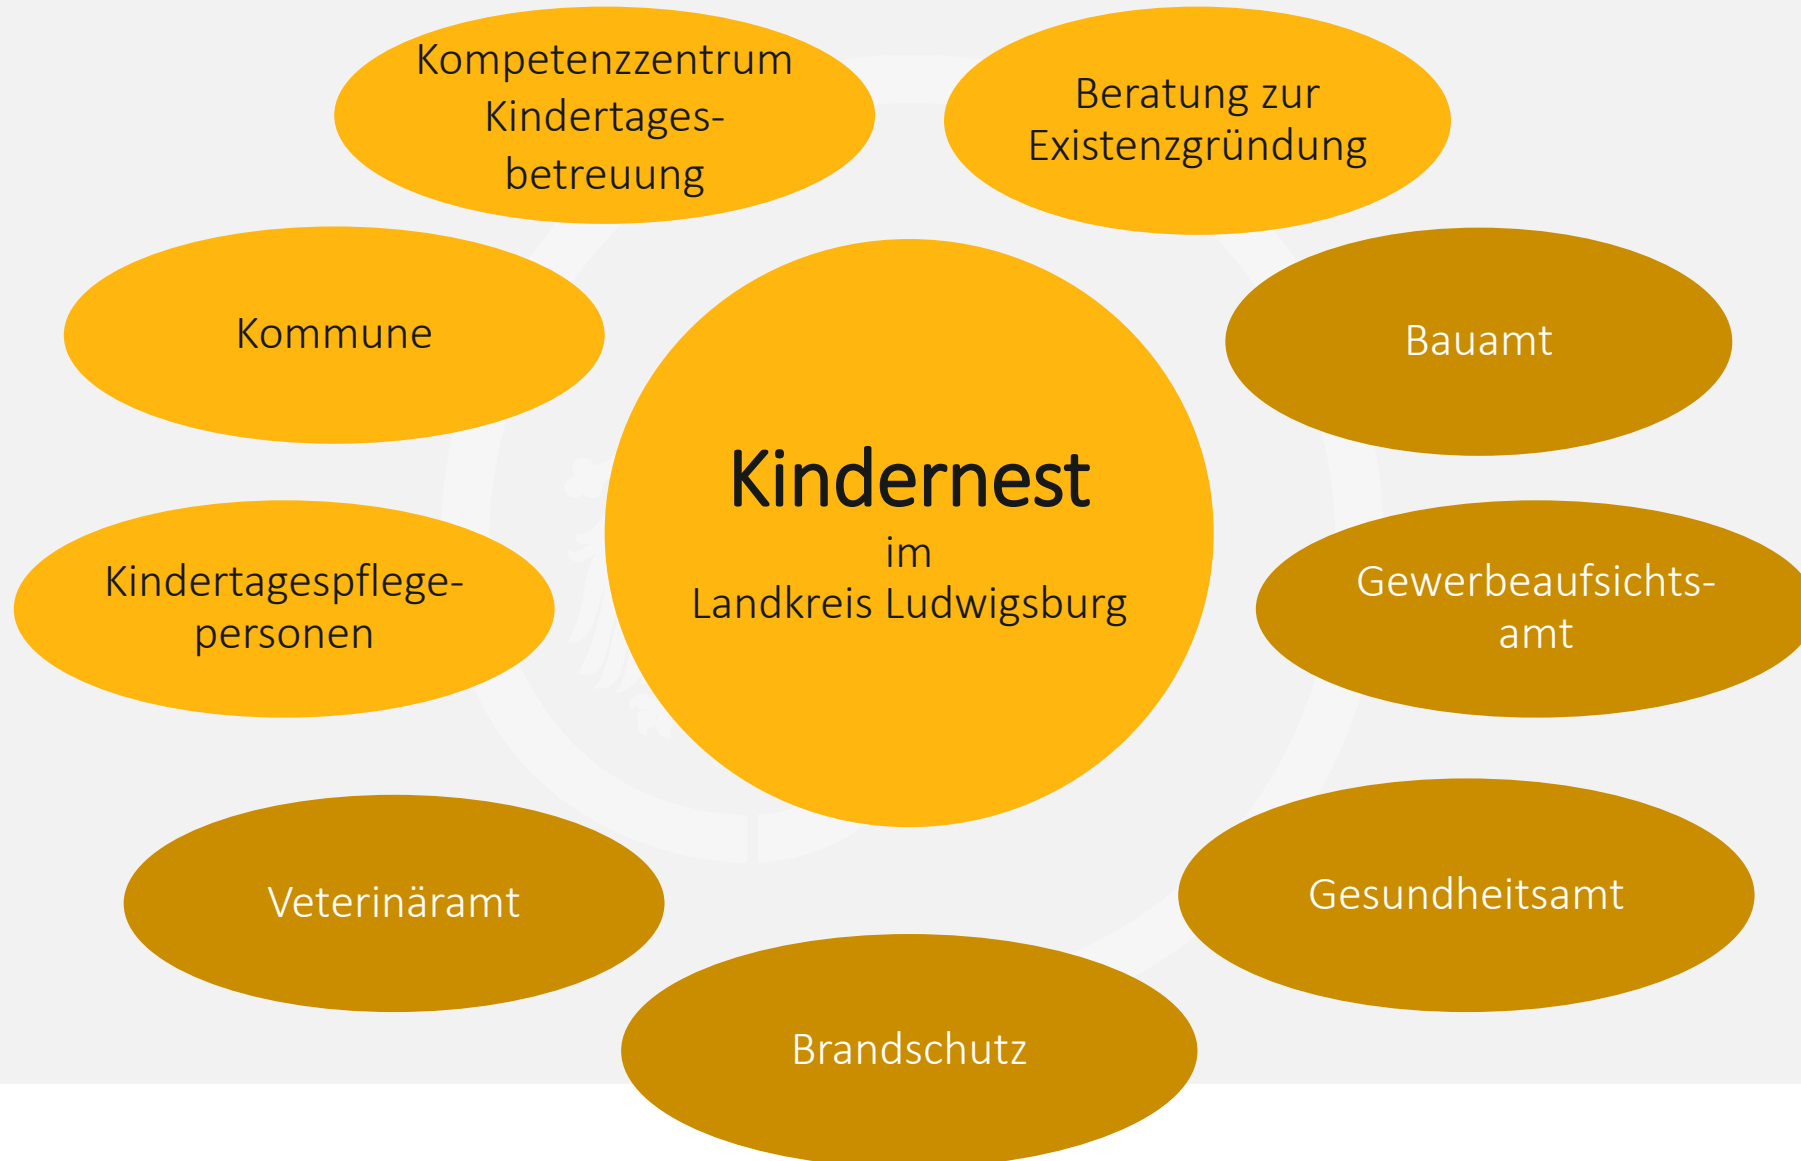 Kompetenzzentrum
Kindertages-
betreuung
Beratung zur
Existenzgründung
Kommune
Bauamt
Kindernest
im
Landkreis Ludwigsburg
Kindertagespflege-
personen
Gewerbeaufsichts-
amt
Veterinäramt
Gesundheitsamt
Brandschutz